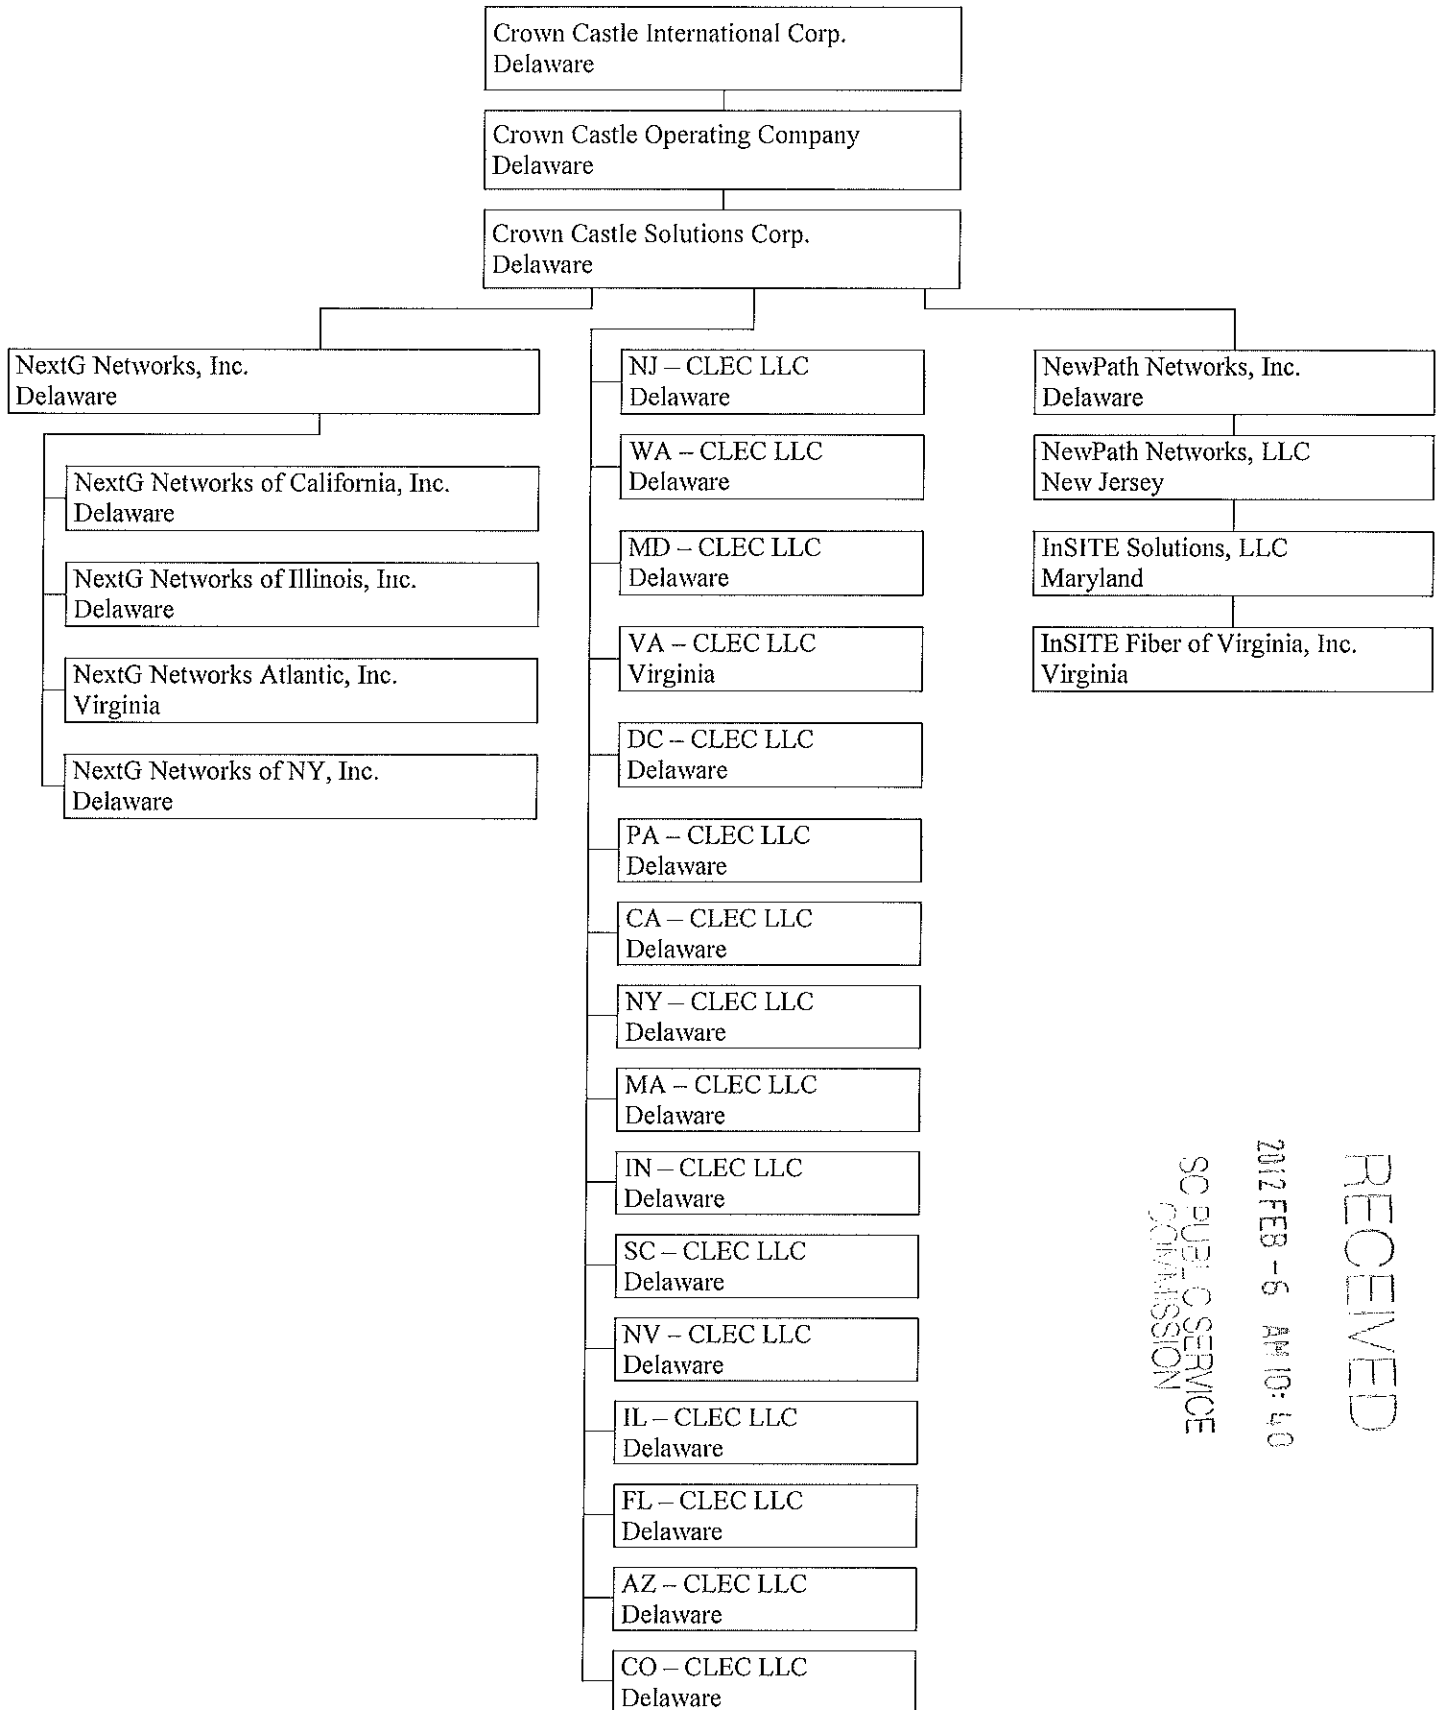 Crown Castle International Corp.
Delaware
Crown Castle Operating Company
Delaware
Crown Castle Solutions Corp.
Delaware
NextG Networks, Inc.
Delaware
NextG Networks of California, Inc.
Delaware
NextG Networks of Illinois, Inc.
Delaware
NextG Networks Atlantic, Inc.
Virginia
NextG Networks of NY, Inc.
Delaware
NJ – CLEC LLC
Delaware
WA – CLEC LLC
Delaware
MD – CLEC LLC
Delaware
VA – CLEC LLC
Virginia
DC – CLEC LLC
Delaware
PA – CLEC LLC
Delaware
CA – CLEC LLC
Delaware
NY – CLEC LLC
Delaware
MA – CLEC LLC
Delaware
IN – CLEC LLC
Delaware
SC – CLEC LLC
Delaware
NV – CLEC LLC
Delaware
IL – CLEC LLC
Delaware
FL – CLEC LLC
Delaware
AZ – CLEC LLC
Delaware
CO – CLEC LLC
Delaware
NewPath Networks, Inc.
Delaware
NewPath Networks, LLC
New Jersey
InSITE Solutions, LLC
Maryland
InSITE Fiber of Virginia, Inc.
Virginia
RECEIVED
2012 FEB -6 AM 10: 40
SC PUBLIC SERVICE
COMMISSION